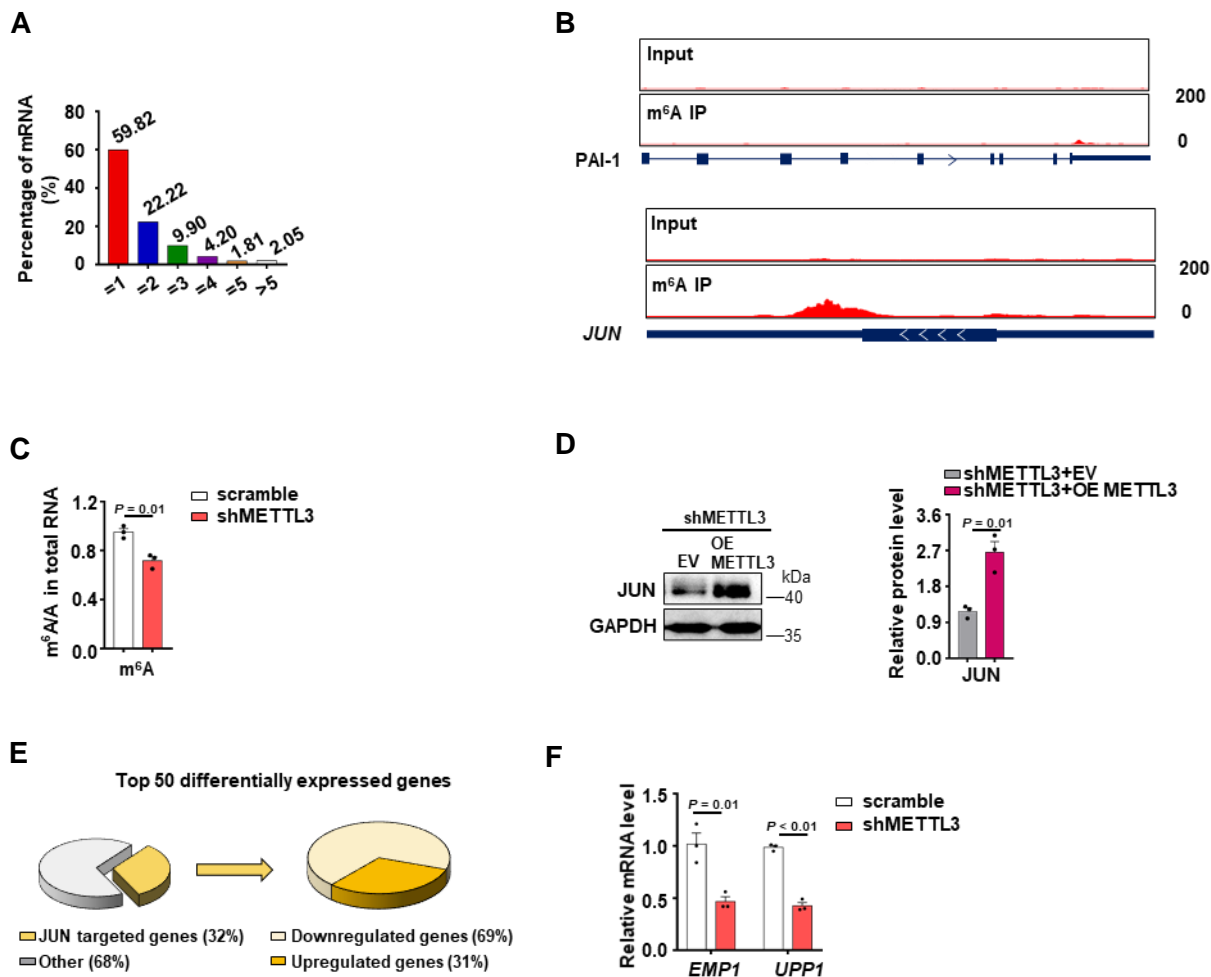 A
Percentage of mRNA
(%)
80
60
40
20
0
59.82
22.22
9.90
4.20
1.81
2.05
=1
=2
=3
=4
=5
>5
B
Input
m⁶A IP
200
0
PAI-1
Input
m⁶A IP
200
0
JUN
C
m⁶A/A in total RNA
1.2
0.8
0.4
0.0
P = 0.01
m⁶A
scramble
shMETTL3
D
shMETTL3
OE
EV METTL3
kDa
JUN
40
GAPDH
35
shMETTL3+EV
shMETTL3+OE METTL3
Relative protein level
3.6
2.7
1.8
0.9
0.0
P = 0.01
JUN
E
Top 50 differentially expressed genes
JUN targeted genes (32%)
Other (68%)
Downregulated genes (69%)
Upregulated genes (31%)
F
Relative mRNA level
1.5
1.0
0.5
0.0
P = 0.01
P < 0.01
EMP1
UPP1
scramble
shMETTL3